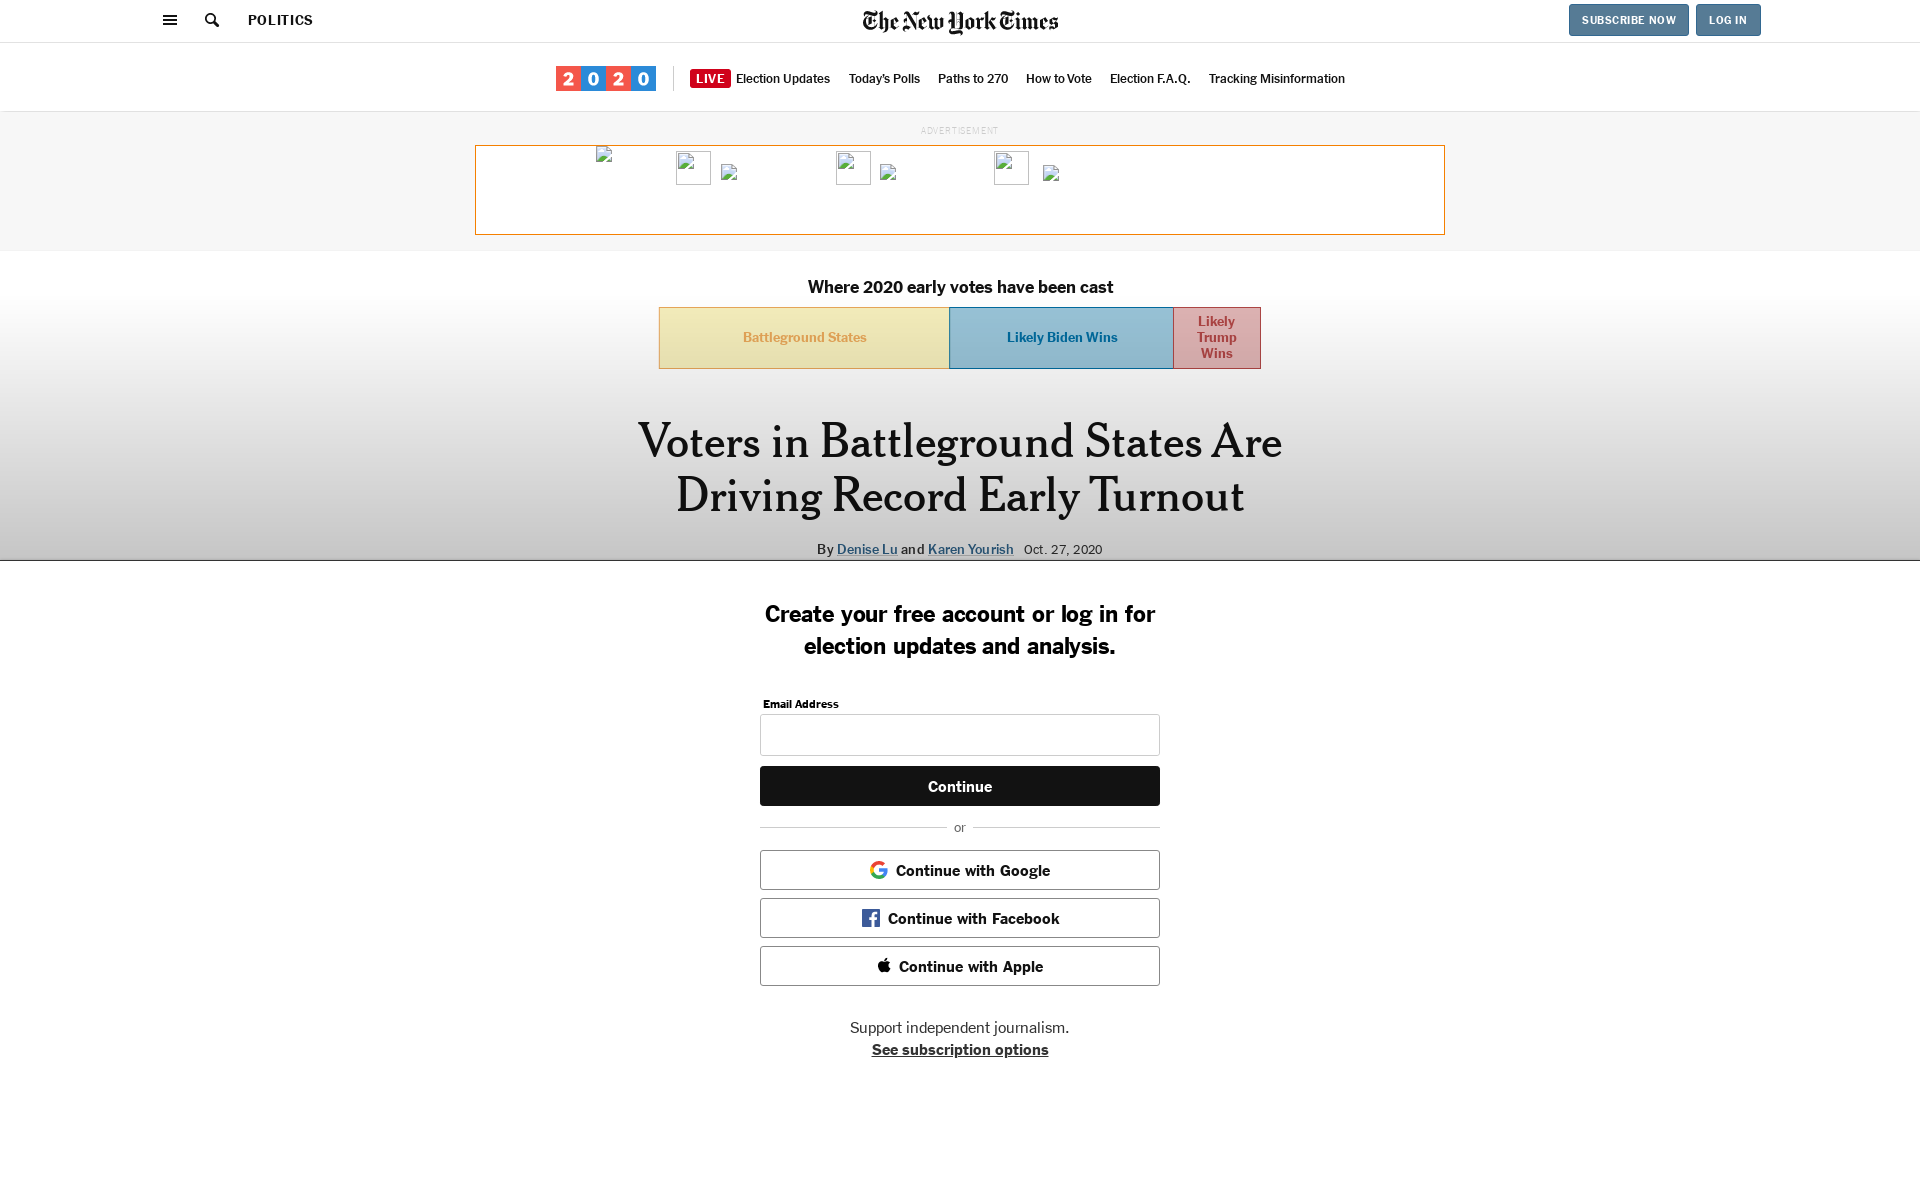 POLITICS
The New York Times
SUBSCRIBE NOW
LOG IN
2020
LIVE Election Updates
Today's Polls
Paths to 270
How to Vote
Election F.A.Q.
Tracking Misinformation
ADVERTISEMENT
Where 2020 early votes have been cast
Battleground States
Likely Biden Wins
Likely
Trump
Wins
Voters in Battleground States Are
Driving Record Early Turnout
By Denise Lu and Karen Yourish Oct. 27, 2020
Create your free account or log in for
election updates and analysis.
Email Address
Continue
or
Continue with Google
Continue with Facebook
Continue with Apple
Support independent journalism.
See subscription options